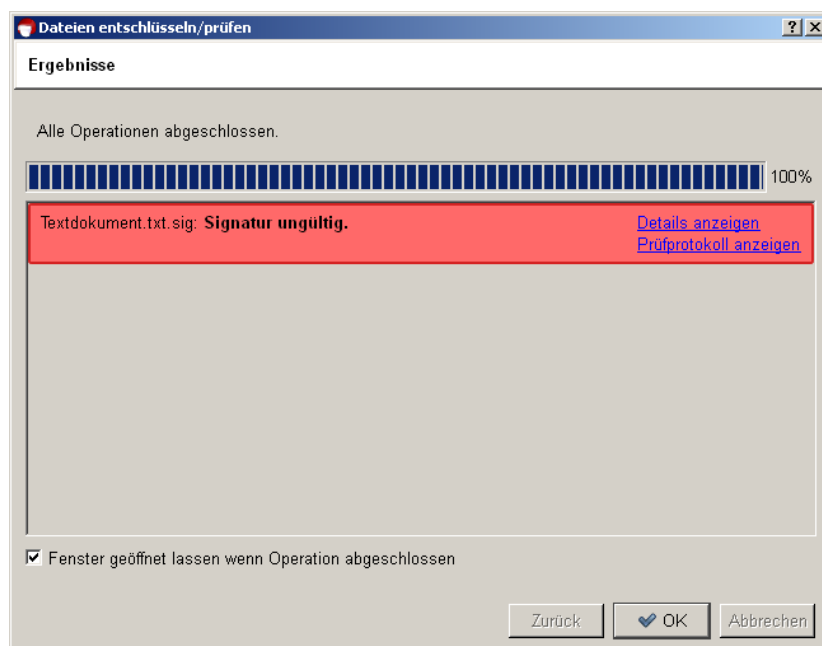 Dateien entschlüsseln/prüfen
Ergebnisse
Alle Operationen abgeschlossen.
100%
Textdokument.txt.sig: Signatur ungültig.
Details anzeigen
Prüfprotokoll anzeigen
Fenster geöffnet lassen wenn Operation abgeschlossen
Zurück
OK
Abbrechen